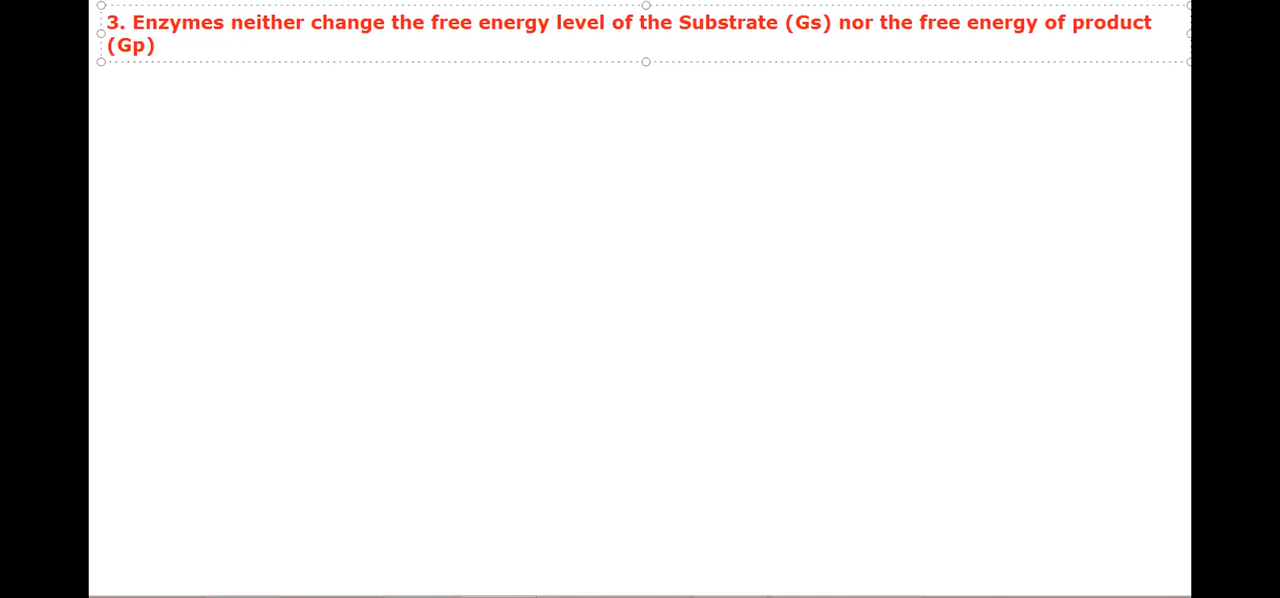 3. Enzymes neither change the free energy level of the Substrate (Gs) nor the free energy of product
(Gp)